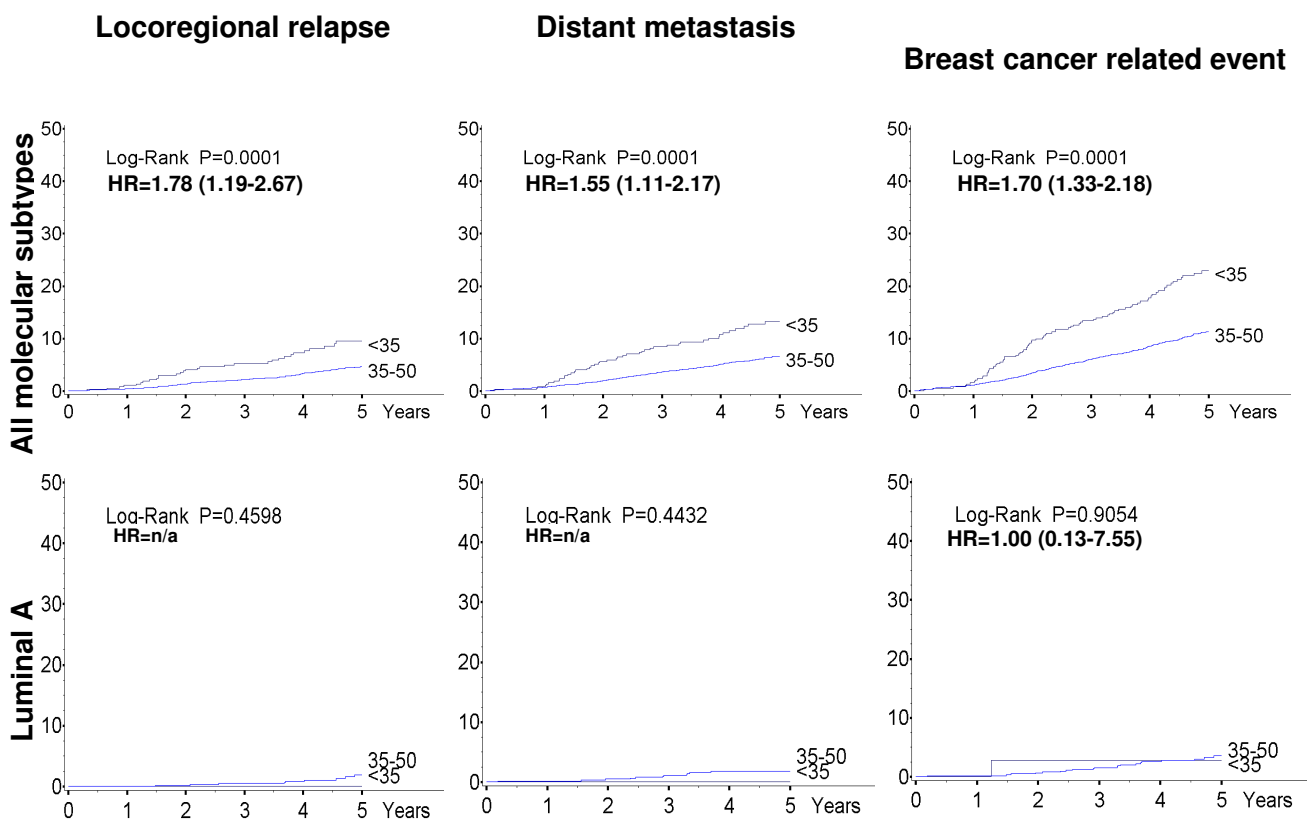 Locoregional relapse
Distant metastasis
Breast cancer related event
All molecular subtypes
50
40
30
20
10
0
Log-Rank P=0.0001
HR=1.78 (1.19-2.67)
<35
35-50
0 1 2 3 4 5 Years
50
40
30
20
10
0
Log-Rank P=0.0001
HR=1.55 (1.11-2.17)
<35
35-50
0 1 2 3 4 5 Years
50
40
30
20
10
0
Log-Rank P=0.0001
HR=1.70 (1.33-2.18)
<35
35-50
0 1 2 3 4 5 Years
Luminal A
50
40
30
20
10
0
Log-Rank P=0.4598
HR=n/a
35-50
<35
0 1 2 3 4 5 Years
50
40
30
20
10
0
Log-Rank P=0.4432
HR=n/a
35-50
<35
0 1 2 3 4 5 Years
50
40
30
20
10
0
Log-Rank P=0.9054
HR=1.00 (0.13-7.55)
35-50
<35
0 1 2 3 4 5 Years